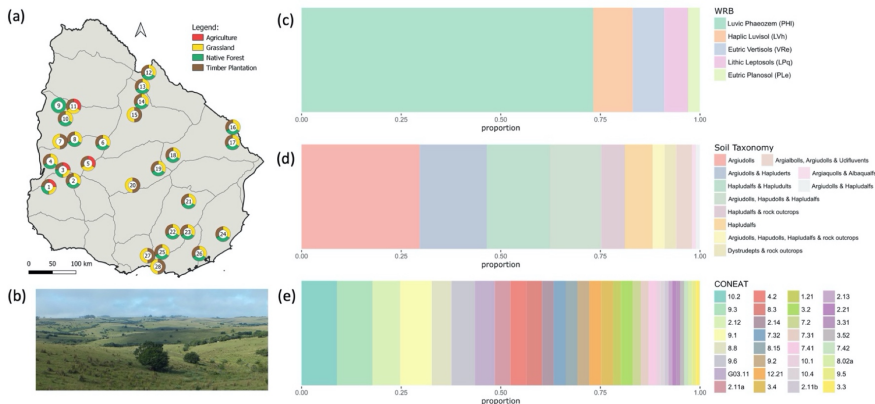 (a)
Legend:
Agriculture
Grassland
Native Forest
Timber Plantation
12
13
14
15
9
11
10
16
17
7
8
6
4
3
5
18
19
1
2
20
21
22
23
24
25
26
27
28
0 50 100 km
(b)
(c)
0.00 0.25 0.50 0.75 1.00
proportion
WRB
Luvic Phaeozem (PHl)
Haplic Luvisol (LVh)
Eutric Vertisols (VRe)
Lithic Leptosols (LPq)
Eutric Planosol (PLe)
(d)
0.00 0.25 0.50 0.75 1.00
proportion
Soil Taxonomy
Argiudolls
Argialbolls, Argiudolls & Udifluvents
Argiudolls & Hapluderts
Argiaquolls & Albaqualfs
Hapludalfs & Hapludults
Argiudolls & Hapludalfs
Argiudolls, Hapudolls & Hapludalfs
Hapludalfs & rock outcrops
Hapludalfs
Argiudolls, Hapudolls, Hapludalfs & rock outcrops
Dystrudepts & rock outcrops
(e)
0.00 0.25 0.50 0.75 1.00
proportion
CONEAT
10.2 4.2 1.21 2.13
9.3 8.3 3.2 2.21
2.12 2.14 7.2 3.31
9.1 7.32 7.31 3.52
8.8 8.15 7.41 7.42
9.6 9.2 10.1 8.02a
G03.11 12.21 10.4 9.5
2.11a 3.4 2.11b 3.3